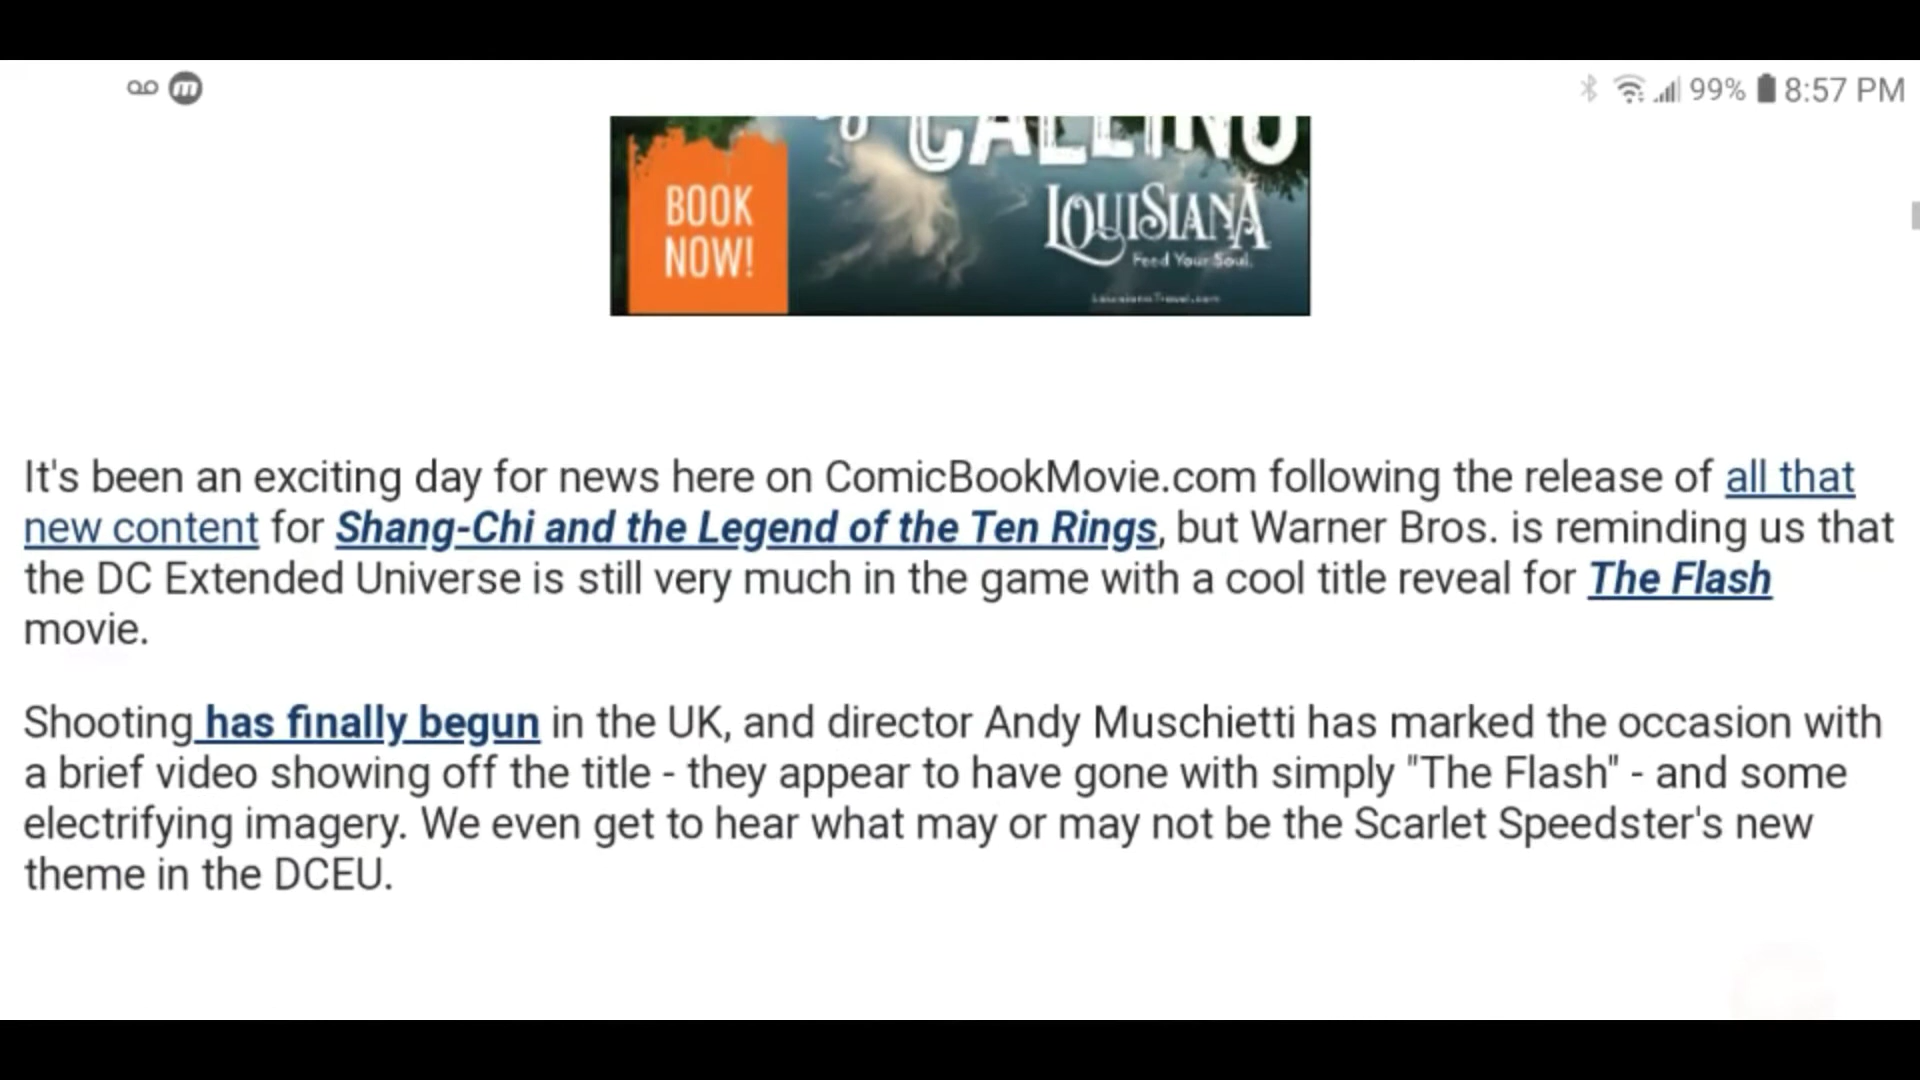 99% 8:57 PM
CALLING
BOOK
NOW!
LOUISIANA
Feed Your Soul.
LouisianaTravel.com
It's been an exciting day for news here on ComicBookMovie.com following the release of all that
new content for Shang-Chi and the Legend of the Ten Rings, but Warner Bros. is reminding us that
the DC Extended Universe is still very much in the game with a cool title reveal for The Flash
movie.
Shooting has finally begun in the UK, and director Andy Muschietti has marked the occasion with
a brief video showing off the title - they appear to have gone with simply "The Flash" - and some
electrifying imagery. We even get to hear what may or may not be the Scarlet Speedster's new
theme in the DCEU.